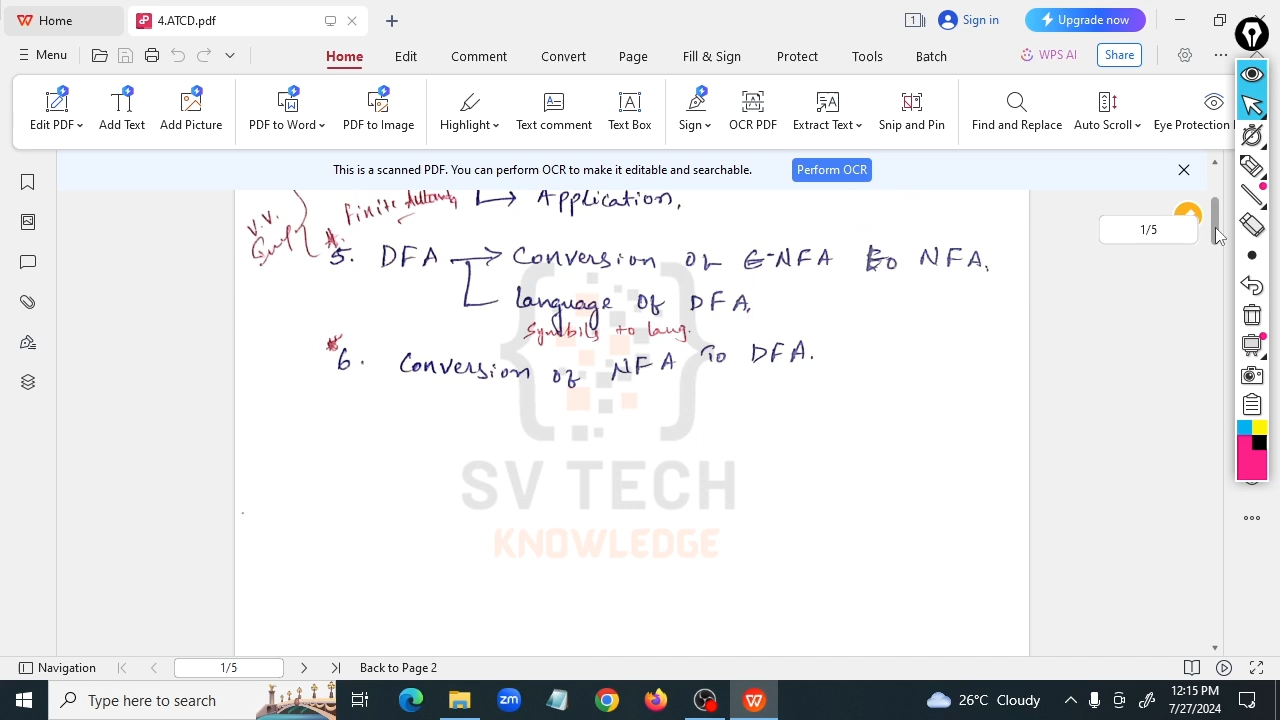 Home
4.ATCD.pdf
Sign in
Upgrade now
Menu
Home Edit Comment Convert Page Fill & Sign Protect Tools Batch
WPS AI
Share
Edit PDF Add Text Add Picture PDF to Word PDF to Image Highlight Text comment Text Box Sign OCR PDF Extract Text Snip and Pin Find and Replace Auto Scroll Eye Protection
This is a scanned PDF. You can perform OCR to make it editable and searchable. Perform OCR
1/5
V.V.
finite
Application.
5. DFA → Conversion of ε-NFA to NFA.
language of DFA.
Symbils to lang.
6. Conversion of NFA To DFA.
SV TECH
KNOWLEDGE
Navigation
1/5
Back to Page 2
Type here to search
zm
26°C Cloudy
12:15 PM
7/27/2024